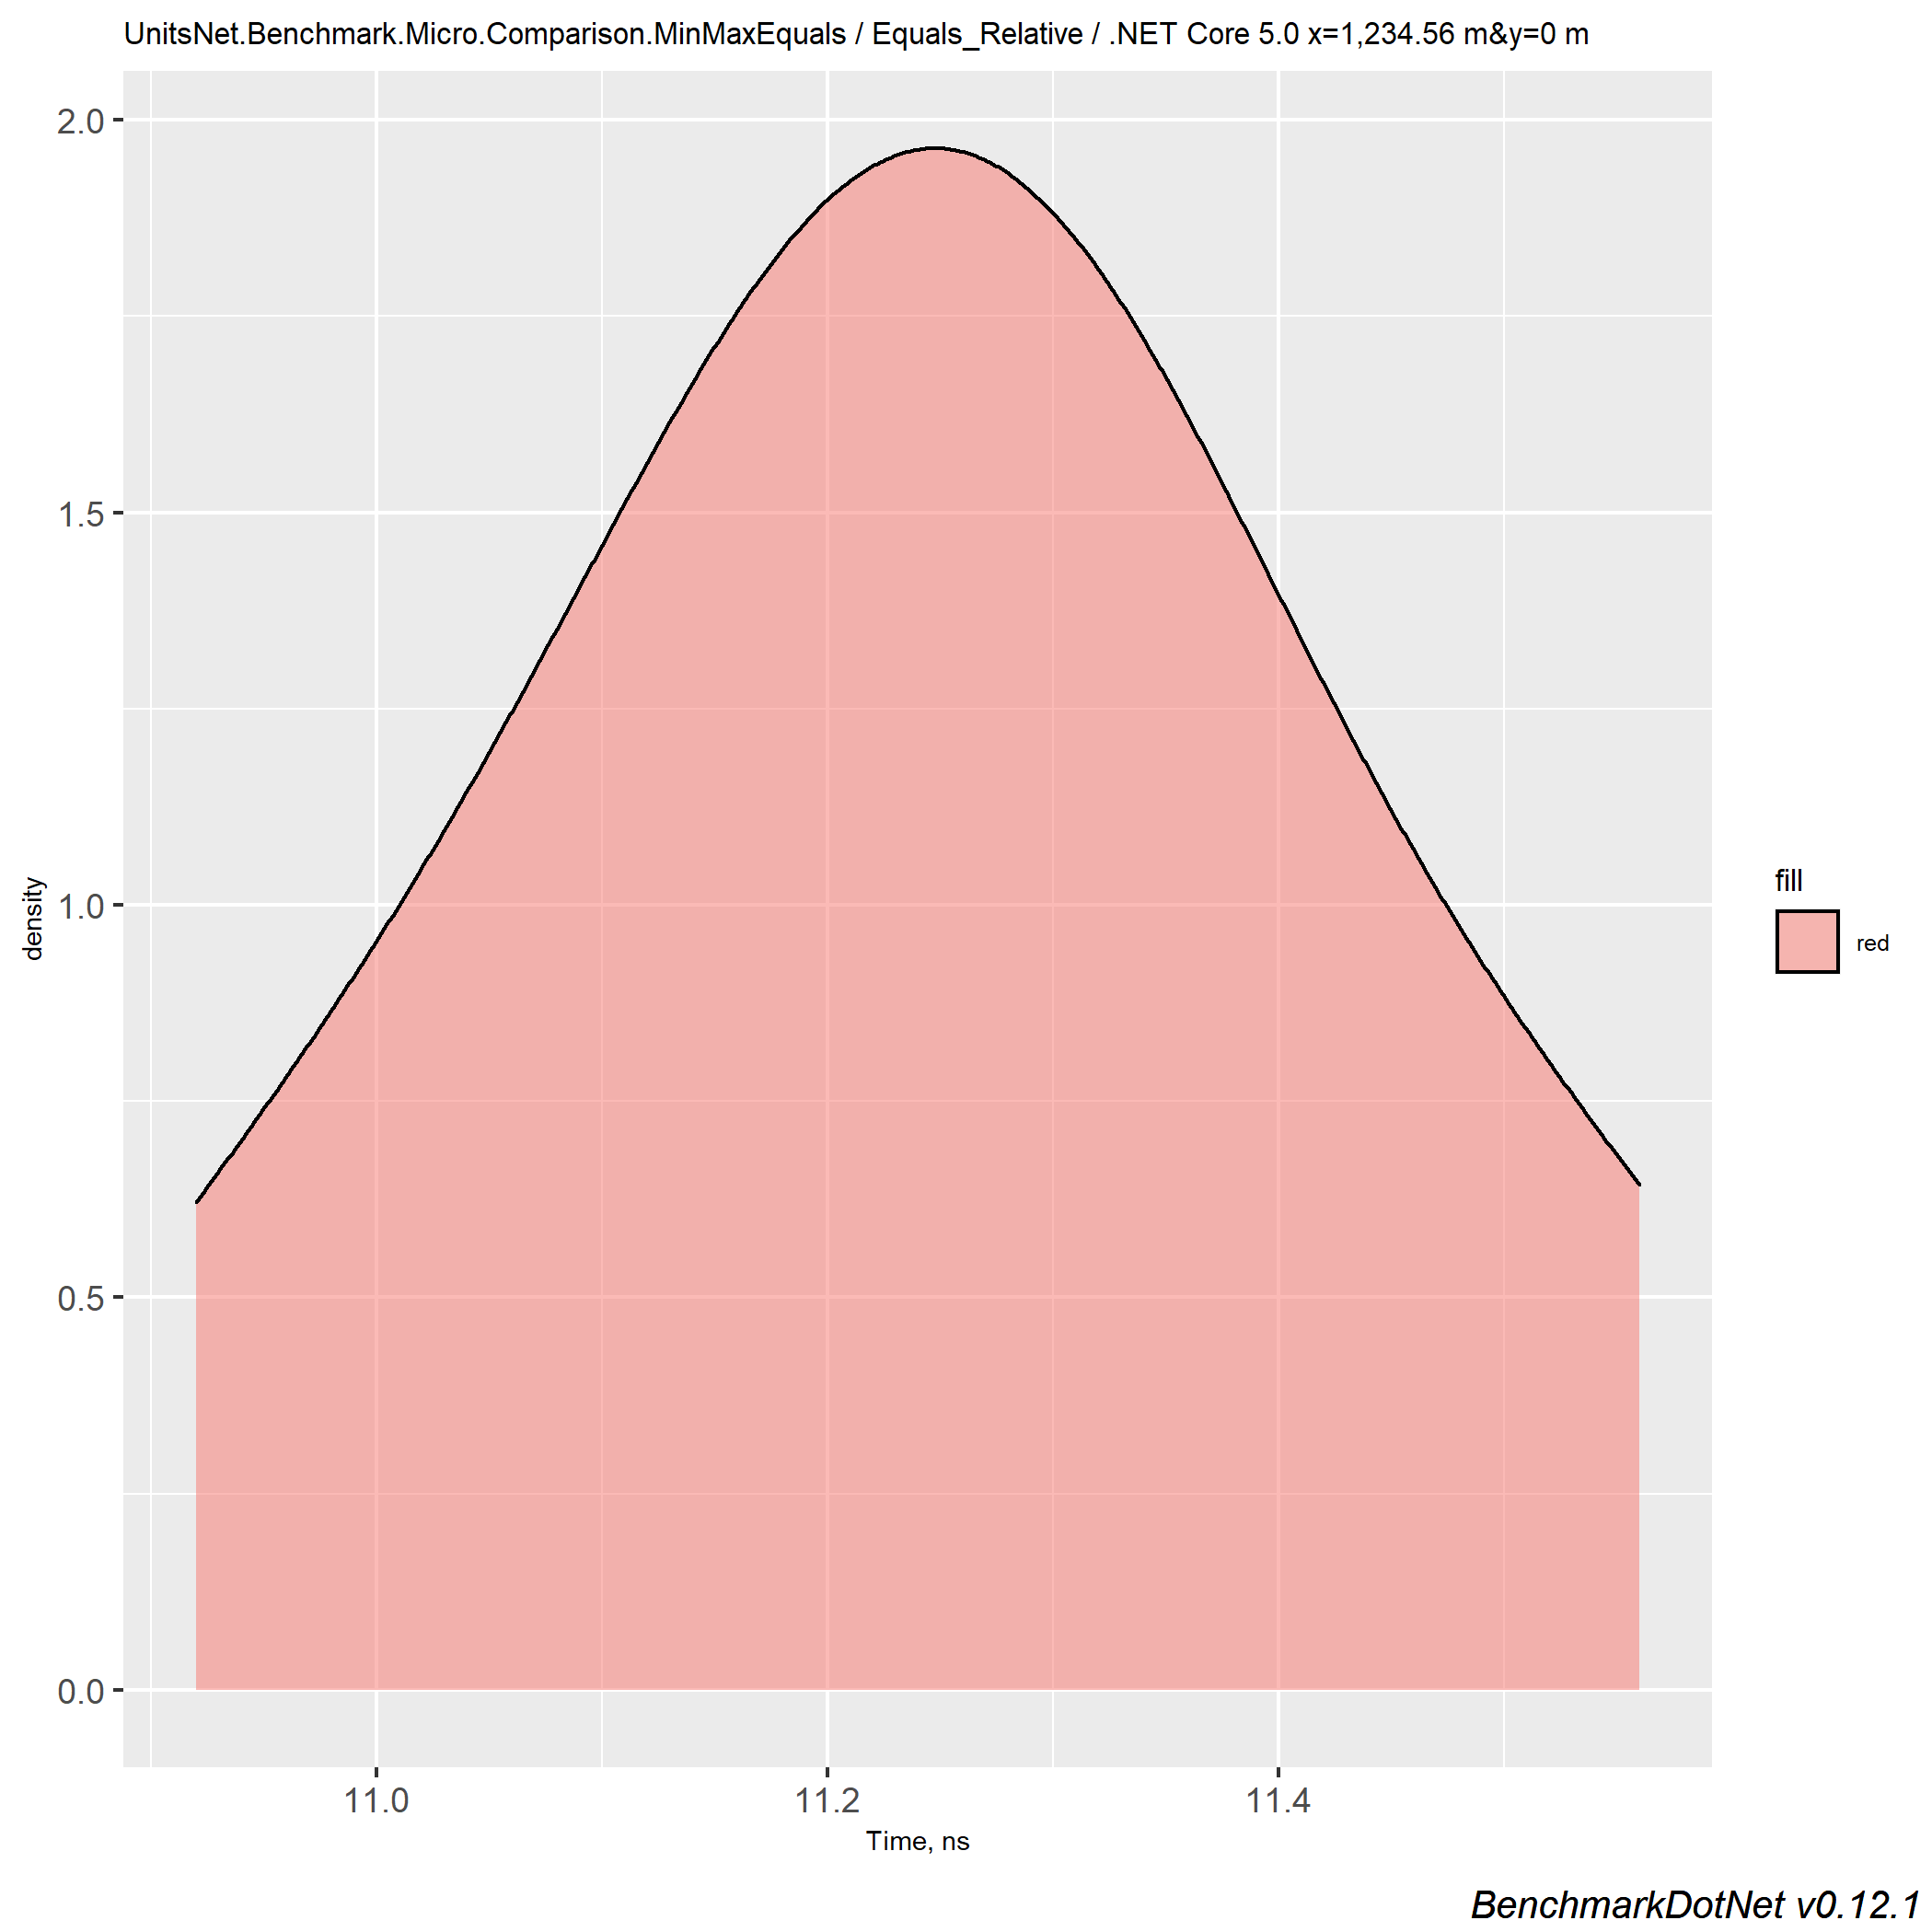 UnitsNet.Benchmark.Micro.Comparison.MinMaxEquals / Equals_Relative / .NET Core 5.0 x=1,234.56 m&y=0 m
2.0
1.5
1.0
0.5
0.0
density
11.0 11.2 11.4
Time, ns
fill
red
BenchmarkDotNet v0.12.1